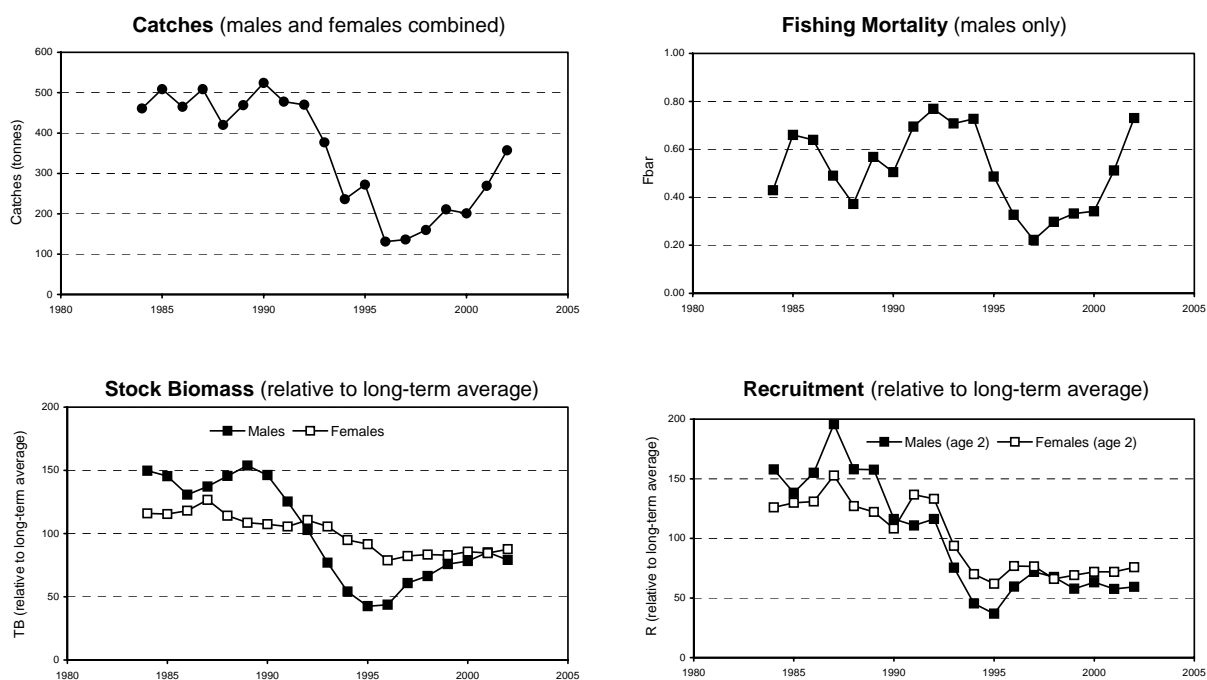 Catches (males and females combined)
600
500
400
300
200
100
0
Catches (tonnes)
1980 1985 1990 1995 2000 2005
Fishing Mortality (males only)
1.00
0.80
0.60
0.40
0.20
0.00
Fbar
1980 1985 1990 1995 2000 2005
Stock Biomass (relative to long-term average)
200
Males Females
150
100
50
0
TB (relative to long-term average)
1980 1985 1990 1995 2000 2005
Recruitment (relative to long-term average)
200
Males (age 2) Females (age 2)
150
100
50
0
R (relative to long-term average)
1980 1985 1990 1995 2000 2005